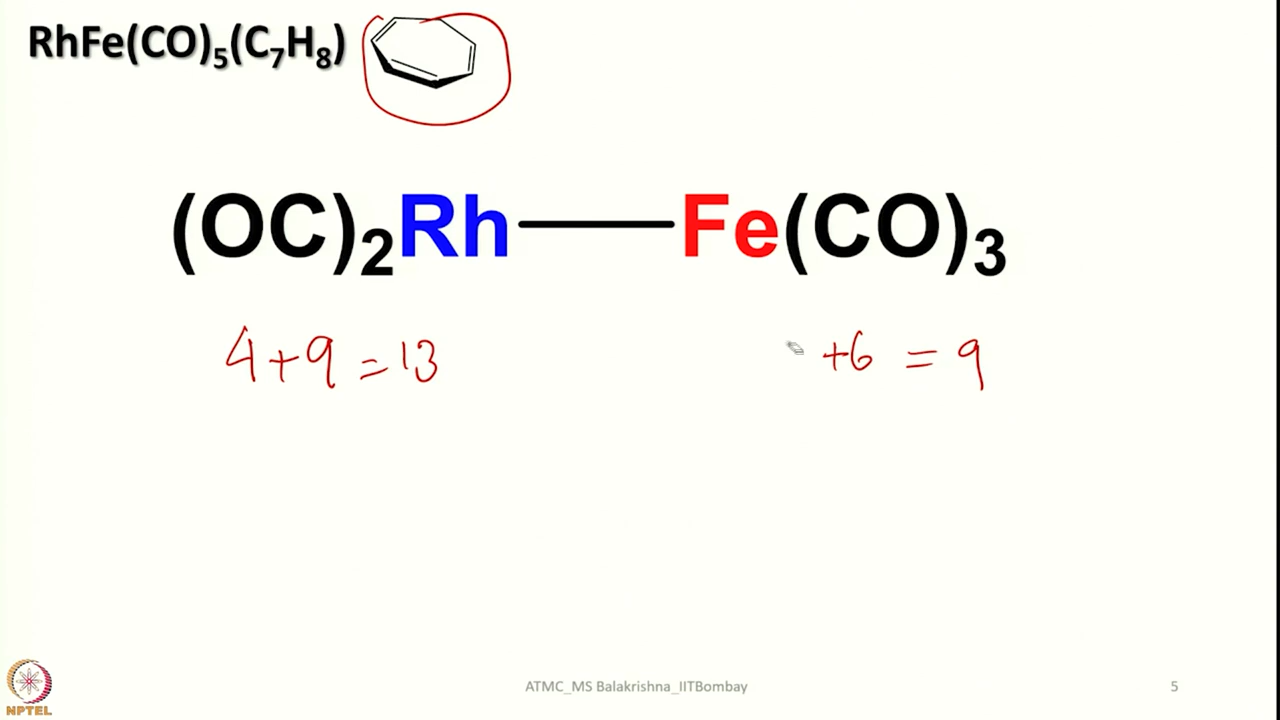 RhFe(CO)₅(C₇H₈)
(OC)₂Rh—Fe(CO)₃
4+9 =13 +6 = 9
NPTEL
ATMC_MS Balakrishna_IITBombay 5